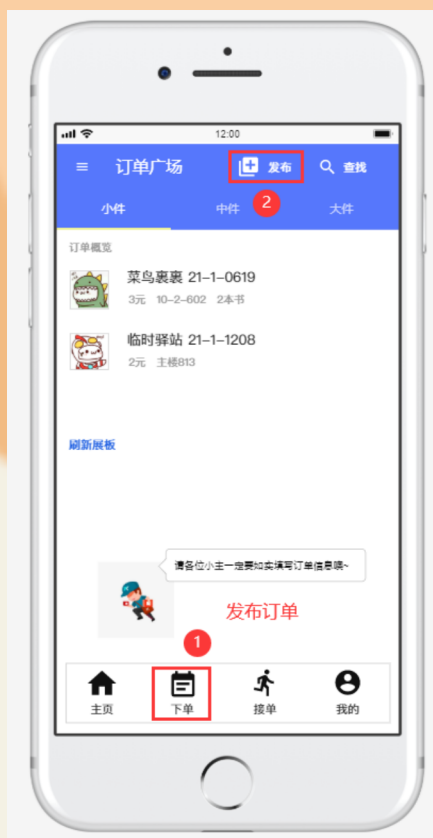 12:00
订单广场 发布 查找
小件 中件 2 大件
订单概览
菜鸟裹裹 21-1-0619
3元 10-2-602 2本书
临时驿站 21-1-1208
2元 主楼813
刷新展板
请各位小主一定要如实填写订单信息哦~
发布订单
1
主页 下单 接单 我的